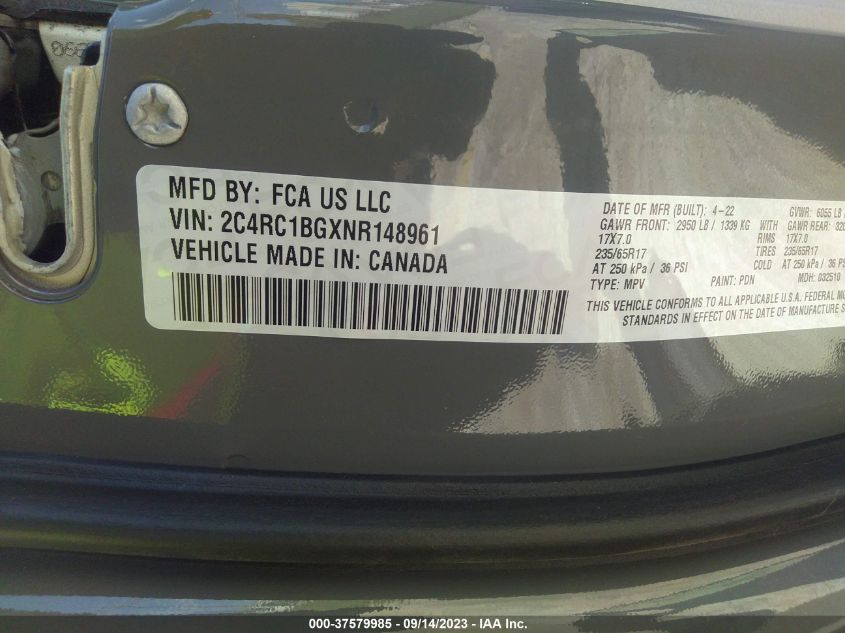 MFD BY: FCA US LLC
VIN: 2C4RC1BGXNR148961
VEHICLE MADE IN: CANADA
DATE OF MFR (BUILT): 4-22 GVWR: 6055 LB
GAWR FRONT: 2950 LB / 1339 KG WITH GAWR REAR:
17X7.0 RIMS 17X7.0
235/65R17 TIRES 235/65R17
AT 250 kPa / 36 PSI COLD AT 250 kPa / 36 PSI
TYPE: MPV PAINT: PDN MDH: 032510
THIS VEHICLE CONFORMS TO ALL APPLICABLE U.S.A. FEDERAL
STANDARDS IN EFFECT ON THE DATE OF MANUFACTURE
000-37579985 - 09/14/2023 - IAA Inc.